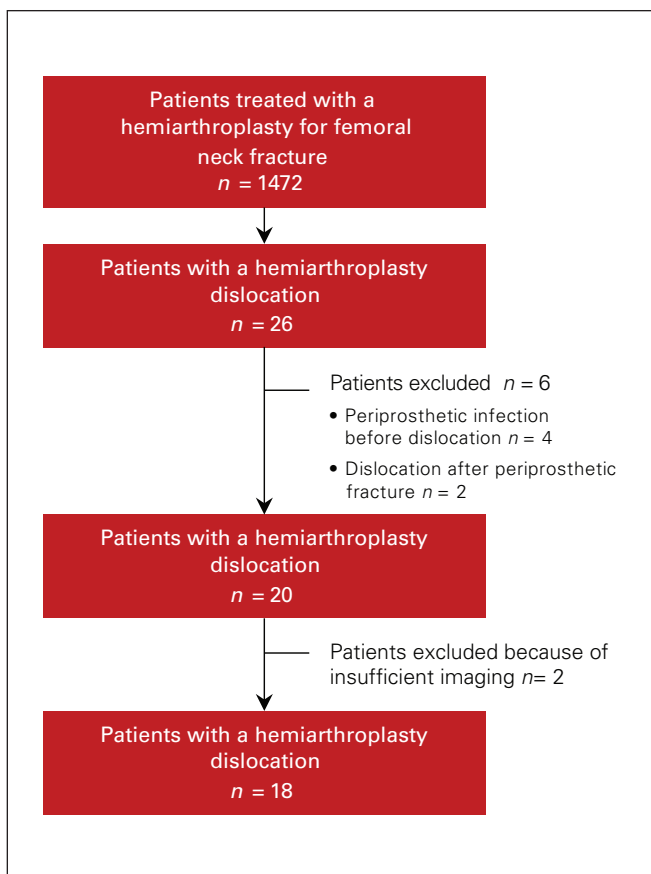 Patients treated with a
hemiarthroplasty for femoral
neck fracture
n = 1472
Patients with a hemiarthroplasty
dislocation
n = 26
Patients excluded n = 6
• Periprosthetic infection
before dislocation n = 4
• Dislocation after periprosthetic
fracture n = 2
Patients with a hemiarthroplasty
dislocation
n = 20
Patients excluded because of
insufficient imaging n= 2
Patients with a hemiarthroplasty
dislocation
n = 18